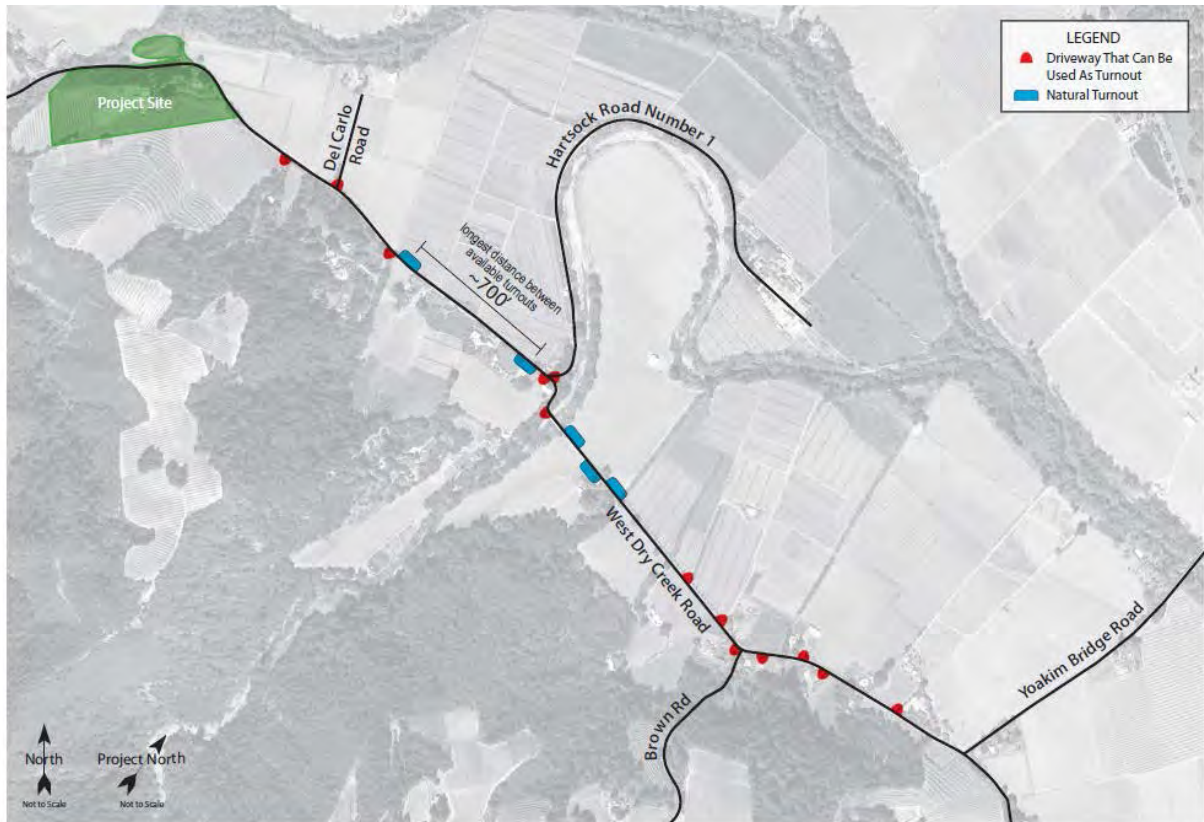 LEGEND
Driveway That Can Be
Used As Turnout
Natural Turnout
Project Site
Del Carlo
Road
Hartsock Road Number 1
longest distance between
available turnouts
~700'
West Dry Creek Road
Brown Rd
Yoakim Bridge Road
North
Not to Scale
Project North
Not to Scale